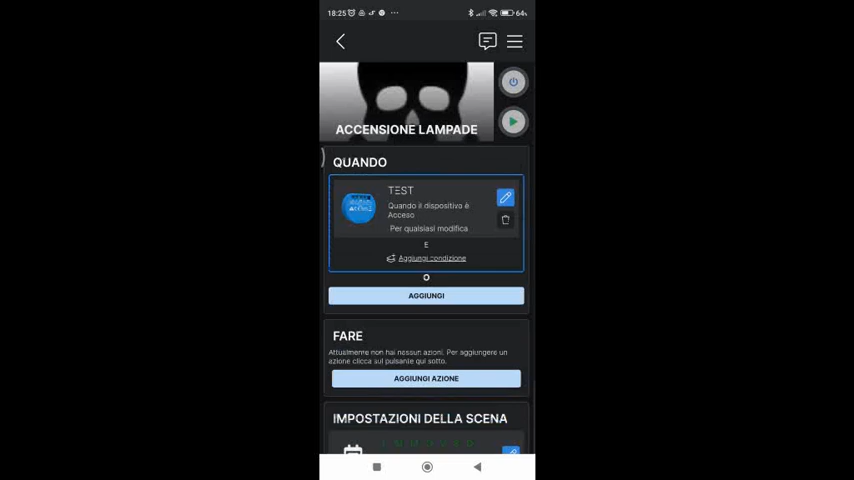 18:25 ... 64%
ACCENSIONE LAMPADE
QUANDO
TEST
Quando il dispositivo è
Acceso
Per qualsiasi modifica
E
Aggiungi condizione
O
AGGIUNGI
FARE
Attualmente non hai nessun azioni. Per aggiungere un
azione clicca sul pulsante qui sotto.
AGGIUNGI AZIONE
IMPOSTAZIONI DELLA SCENA